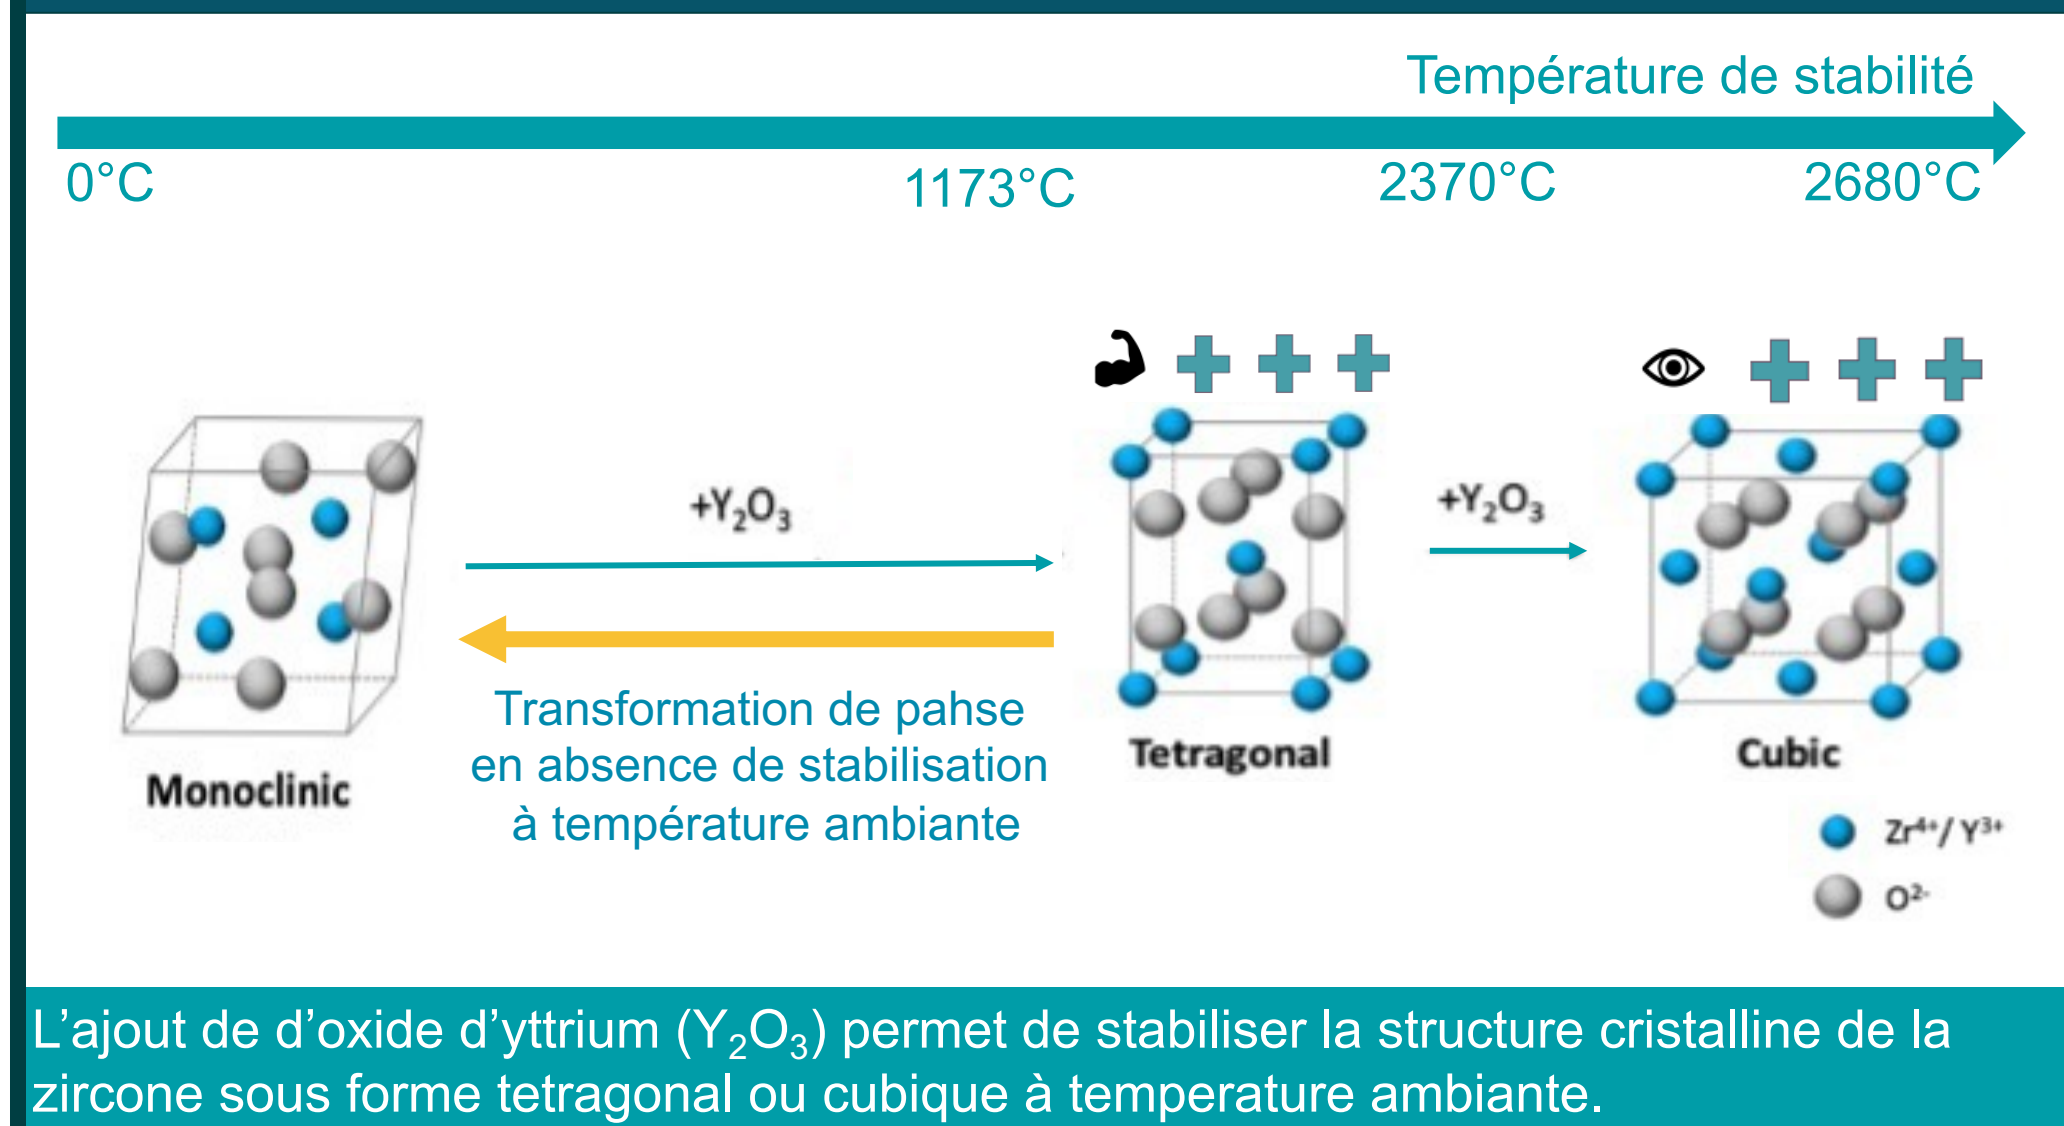 Température de stabilité
0°C 1173°C 2370°C 2680°C
+Y₂O₃ +Y₂O₃
Transformation de pahse
en absence de stabilisation
à température ambiante
Monoclinic
Tetragonal
Cubic
Zr⁴⁺/ Y³⁺
O²⁻
L’ajout de d’oxide d’yttrium (Y₂O₃) permet de stabiliser la structure cristalline de la
zircone sous forme tetragonal ou cubique à temperature ambiante.